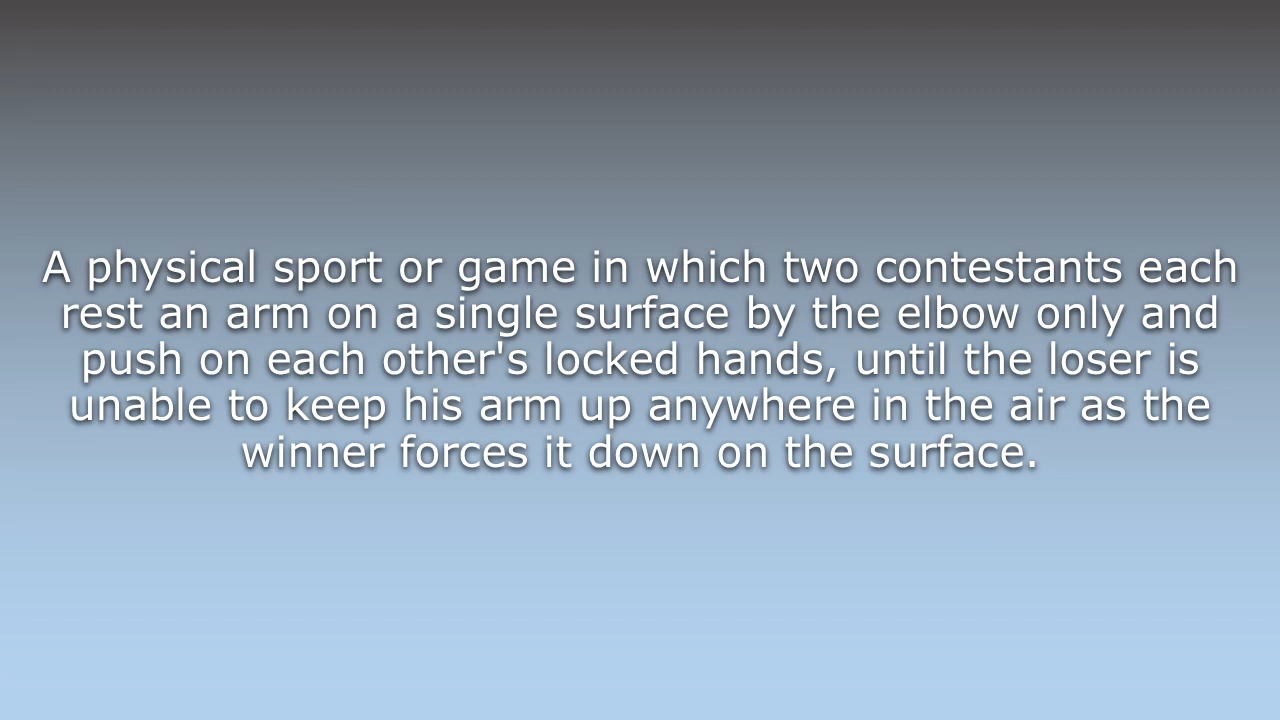 A physical sport or game in which two contestants each
rest an arm on a single surface by the elbow only and
push on each other's locked hands, until the loser is
unable to keep his arm up anywhere in the air as the
winner forces it down on the surface.